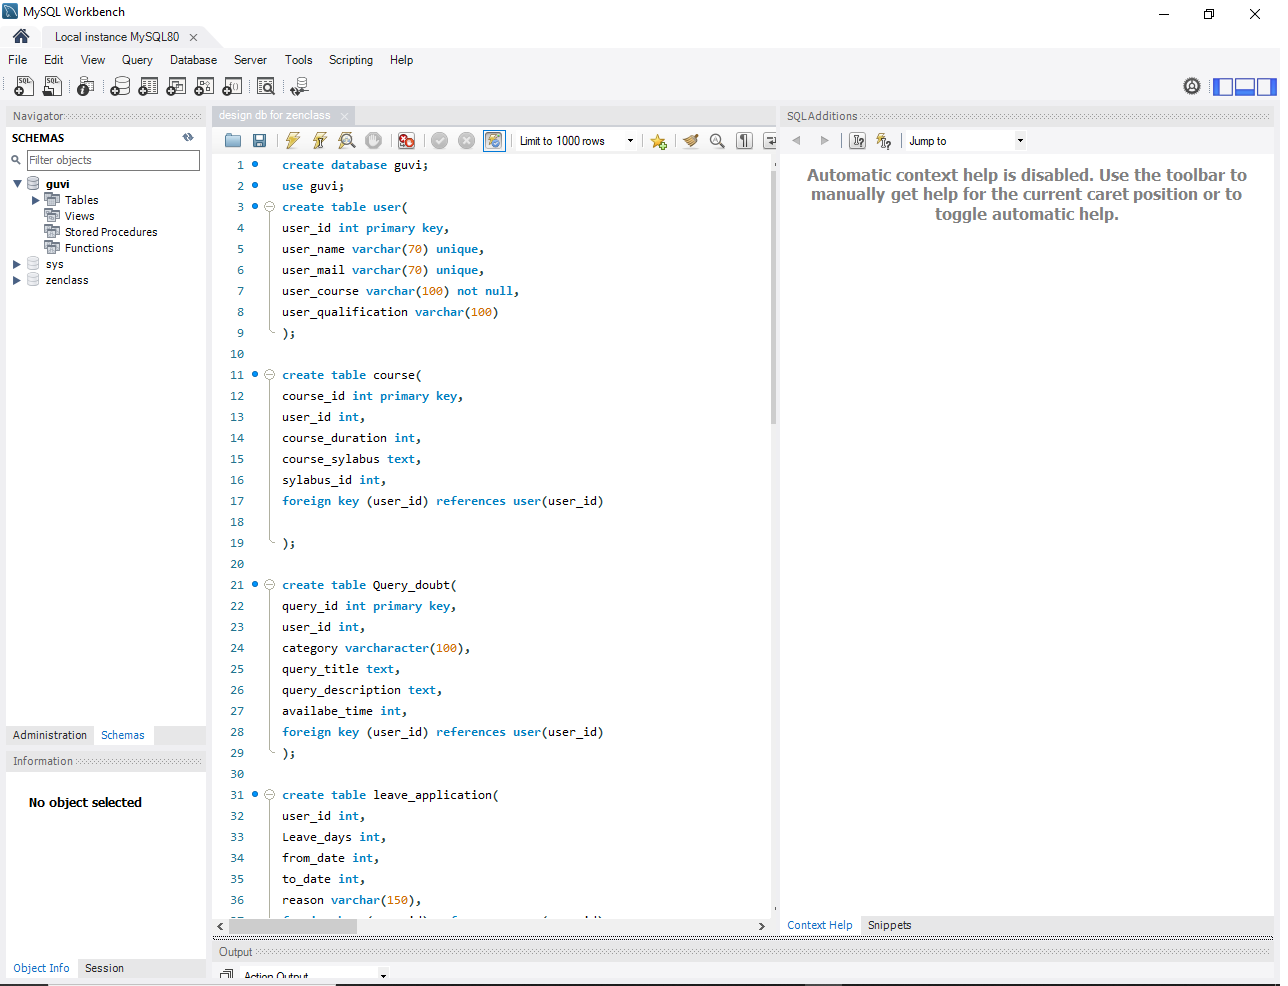 MySQL Workbench
Local instance MySQL80
File Edit View Query Database Server Tools Scripting Help
Navigator
SCHEMAS
Filter objects
guvi
Tables
Views
Stored Procedures
Functions
sys
zenclass
Administration Schemas
Information
No object selected
Object Info Session
design db for zenclass
Limit to 1000 rows
1 create database guvi;
2 use guvi;
3 create table user(
4 user_id int primary key,
5 user_name varchar(70) unique,
6 user_mail varchar(70) unique,
7 user_course varchar(100) not null,
8 user_qualification varchar(100)
9 );
10
11 create table course(
12 course_id int primary key,
13 user_id int,
14 course_duration int,
15 course_sylabus text,
16 sylabus_id int,
17 foreign key (user_id) references user(user_id)
18
19 );
20
21 create table Query_doubt(
22 query_id int primary key,
23 user_id int,
24 category varcharacter(100),
25 query_title text,
26 query_description text,
27 availabe_time int,
28 foreign key (user_id) references user(user_id)
29 );
30
31 create table leave_application(
32 user_id int,
33 Leave_days int,
34 from_date int,
35 to_date int,
36 reason varchar(150),
Output
Action Output
SQLAdditions
Jump to
Automatic context help is disabled. Use the toolbar to
manually get help for the current caret position or to
toggle automatic help.
Context Help Snippets